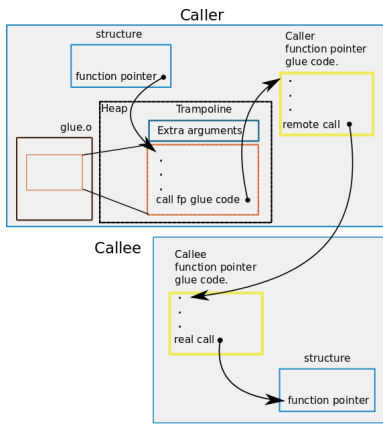 Caller
structure
function pointer
Caller
function pointer
glue code.
.
.
.
remote call
Heap
Trampoline
Extra arguments
.
.
.
call fp glue code
glue.o
Callee
Callee
function pointer
glue code.
.
.
.
real call
structure
function pointer